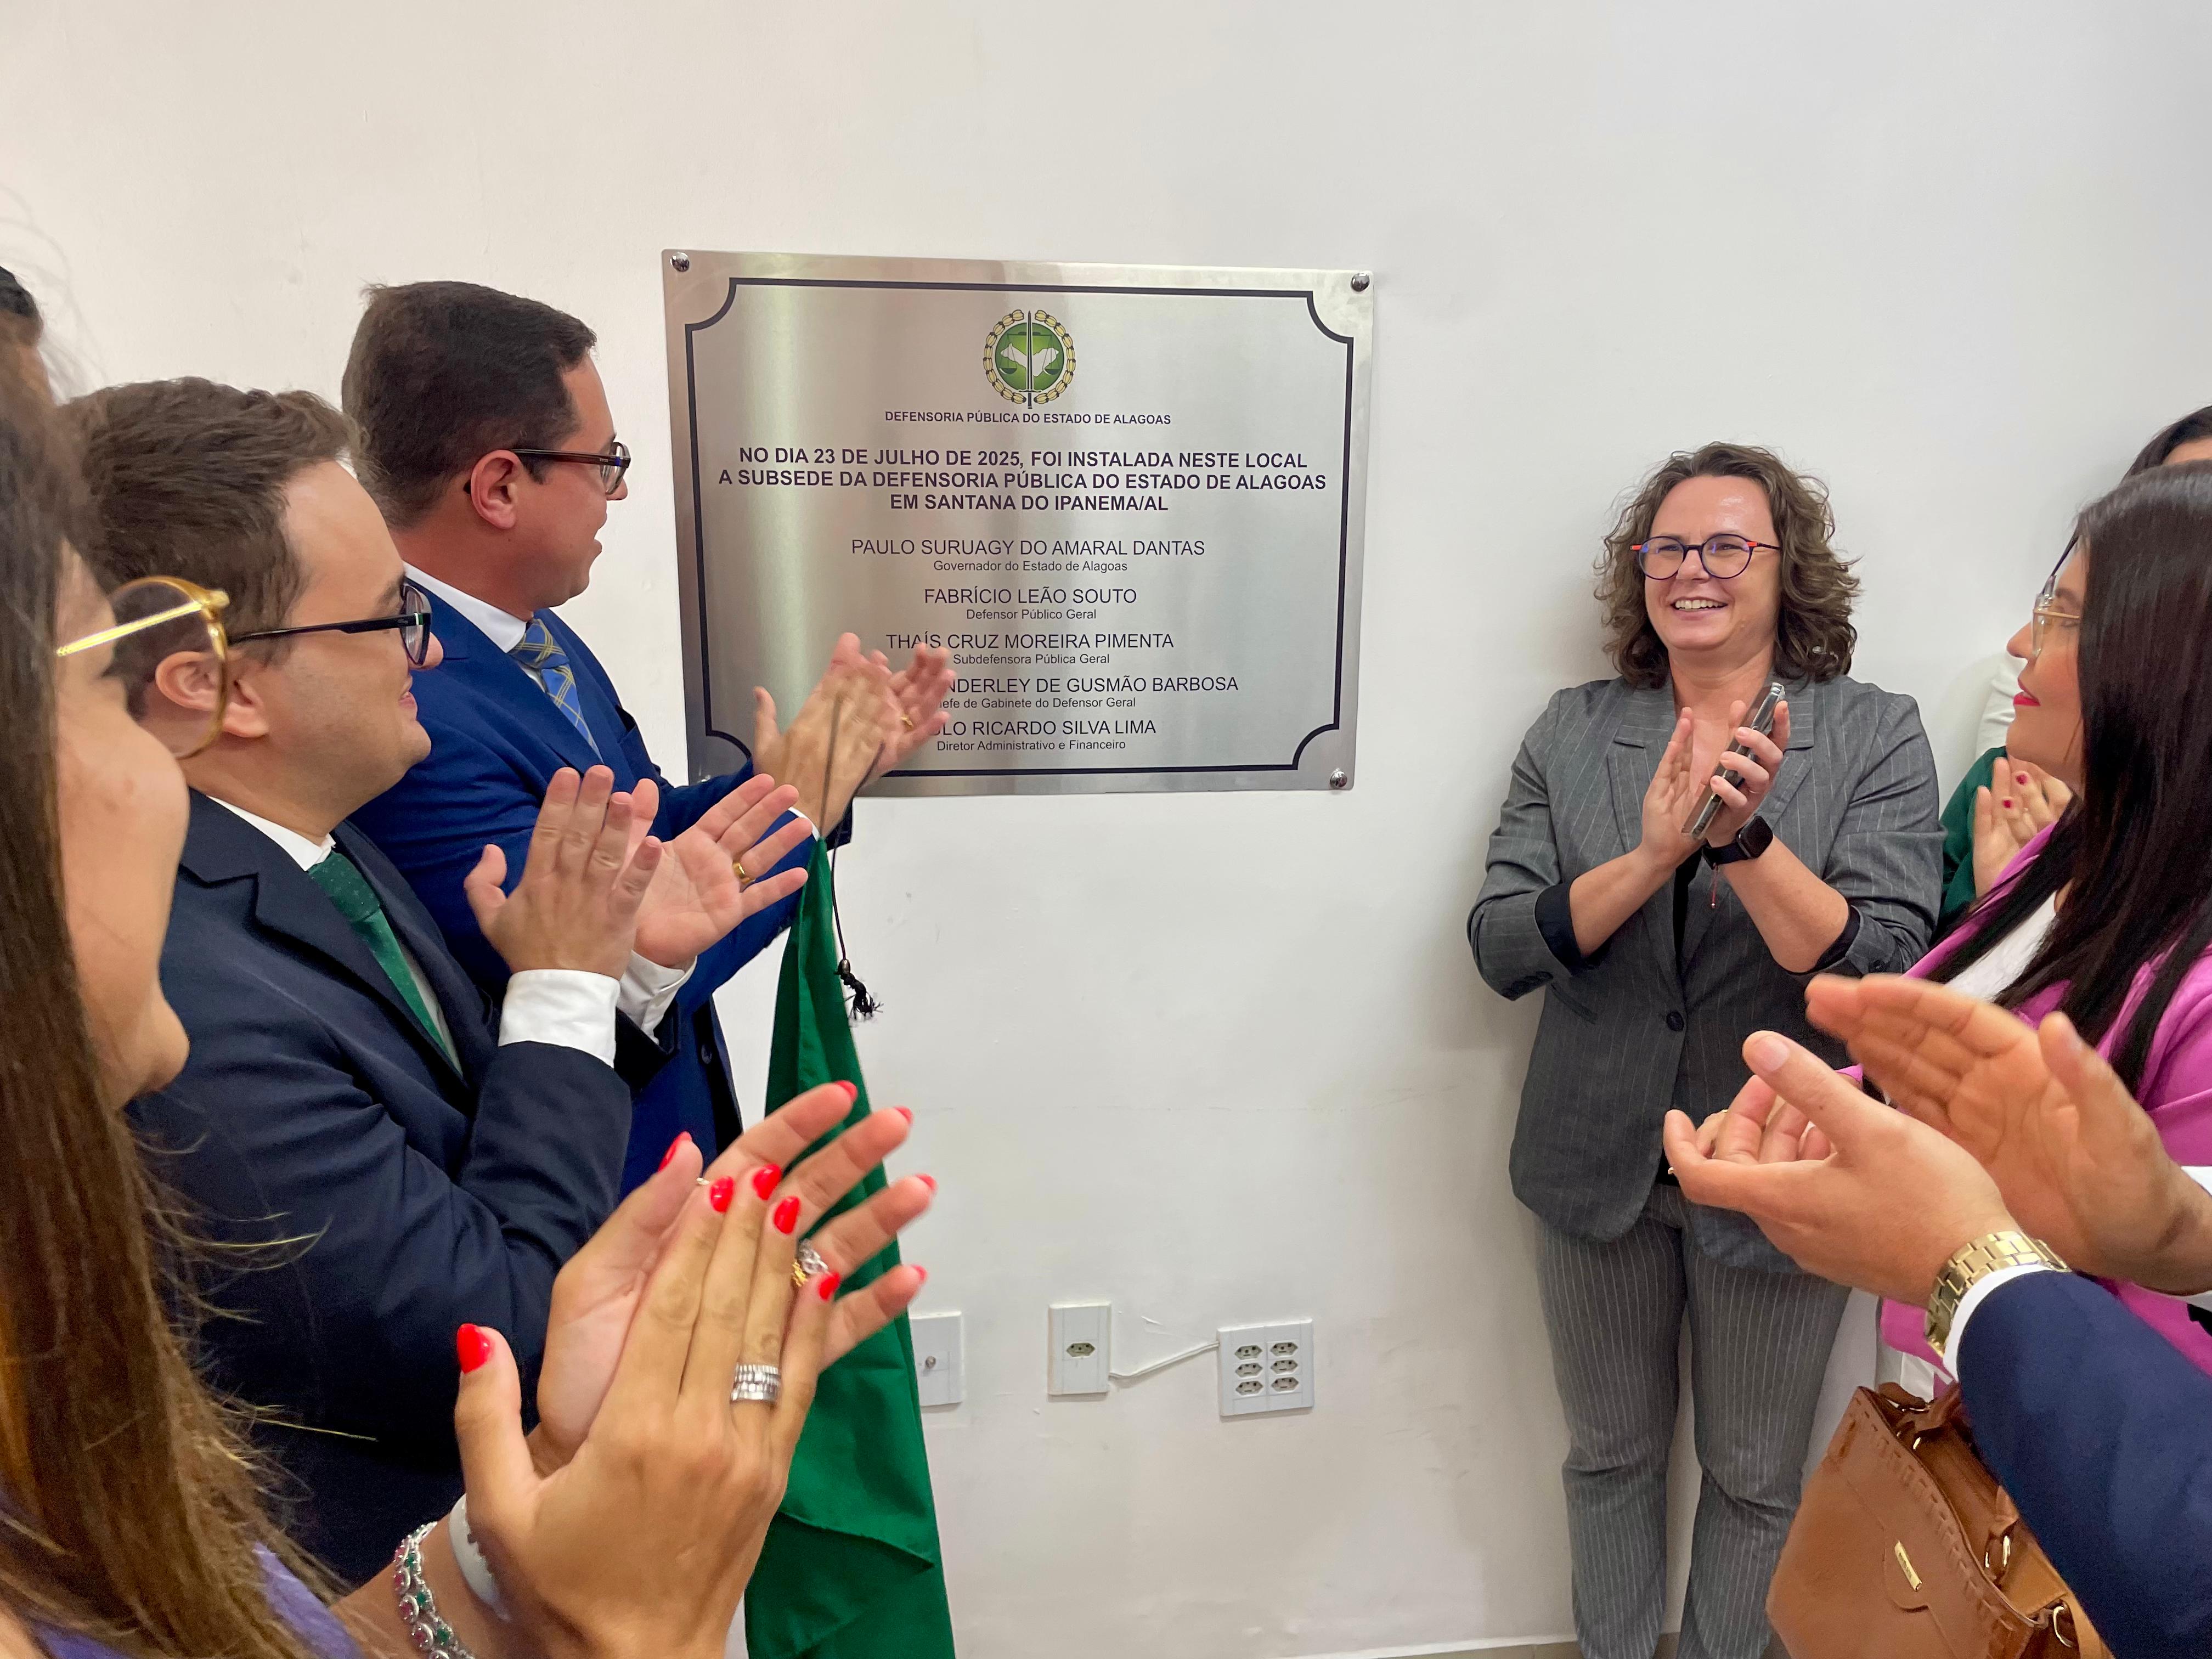 DEFENSORIA PÚBLICA DO ESTADO DE ALAGOAS
NO DIA 23 DE JULHO DE 2025, FOI INSTALADA NESTE LOCAL
A SUBSEDE DA DEFENSORIA PÚBLICA DO ESTADO DE ALAGOAS
EM SANTANA DO IPANEMA/AL
PAULO SURUAGY DO AMARAL DANTAS
Governador do Estado de Alagoas
FABRÍCIO LEÃO SOUTO
Defensor Público Geral
THAÍS CRUZ MOREIRA PIMENTA
Subdefensora Pública Geral
DE GUSMÃO BARBOSA
de Gabinete do Defensor Geral
RICARDO SILVA LIMA
Diretor Administrativo e Financeiro